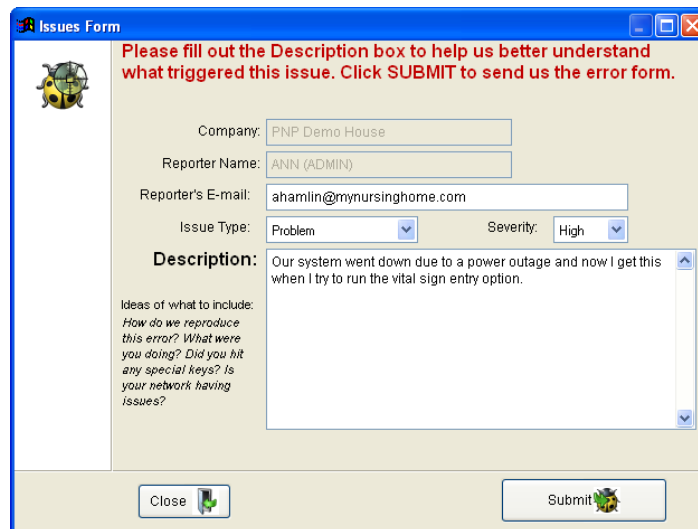 Issues Form
Please fill out the Description box to help us better understand
what triggered this issue. Click SUBMIT to send us the error form.
Company: PNP Demo House
Reporter Name: ANN (ADMIN)
Reporter's E-mail: ahamlin@mynursinghome.com
Issue Type: Problem Severity: High
Description: Our system went down due to a power outage and now I get this
when I try to run the vital sign entry option.
Ideas of what to include:
How do we reproduce
this error? What were
you doing? Did you hit
any special keys? Is
your network having
issues?
Close Submit